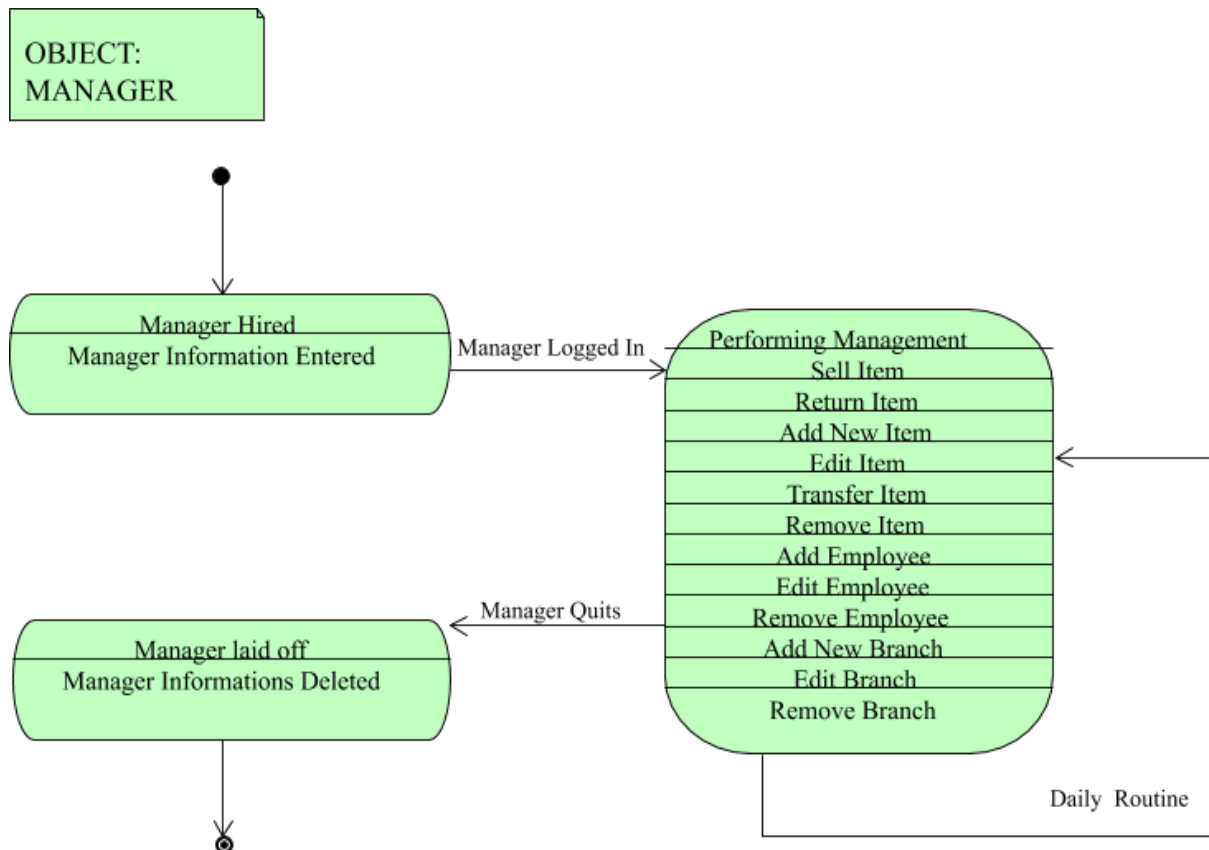 OBJECT:
MANAGER
Manager Hired
Manager Information Entered
Manager Logged In
Performing Management
Sell Item
Return Item
Add New Item
Edit Item
Transfer Item
Remove Item
Add Employee
Edit Employee
Remove Employee
Add New Branch
Edit Branch
Remove Branch
Manager Quits
Manager laid off
Manager Informations Deleted
Daily Routine